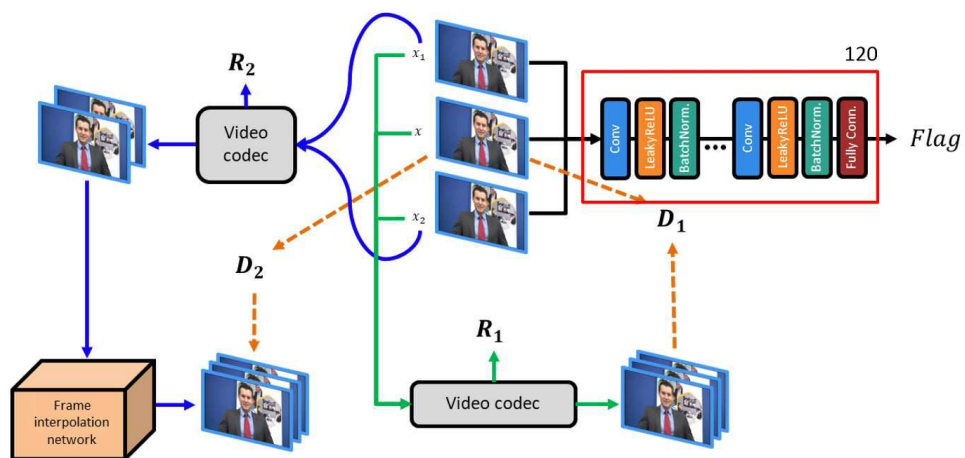 120
x₁
R₂
Video
codec
x
Conv
LeakyReLU
BatchNorm.
•••
Conv
LeakyReLU
BatchNorm.
Fully Conn.
Flag
x₂
D₁
D₂
R₁
Frame
interpolation
network
Video codec